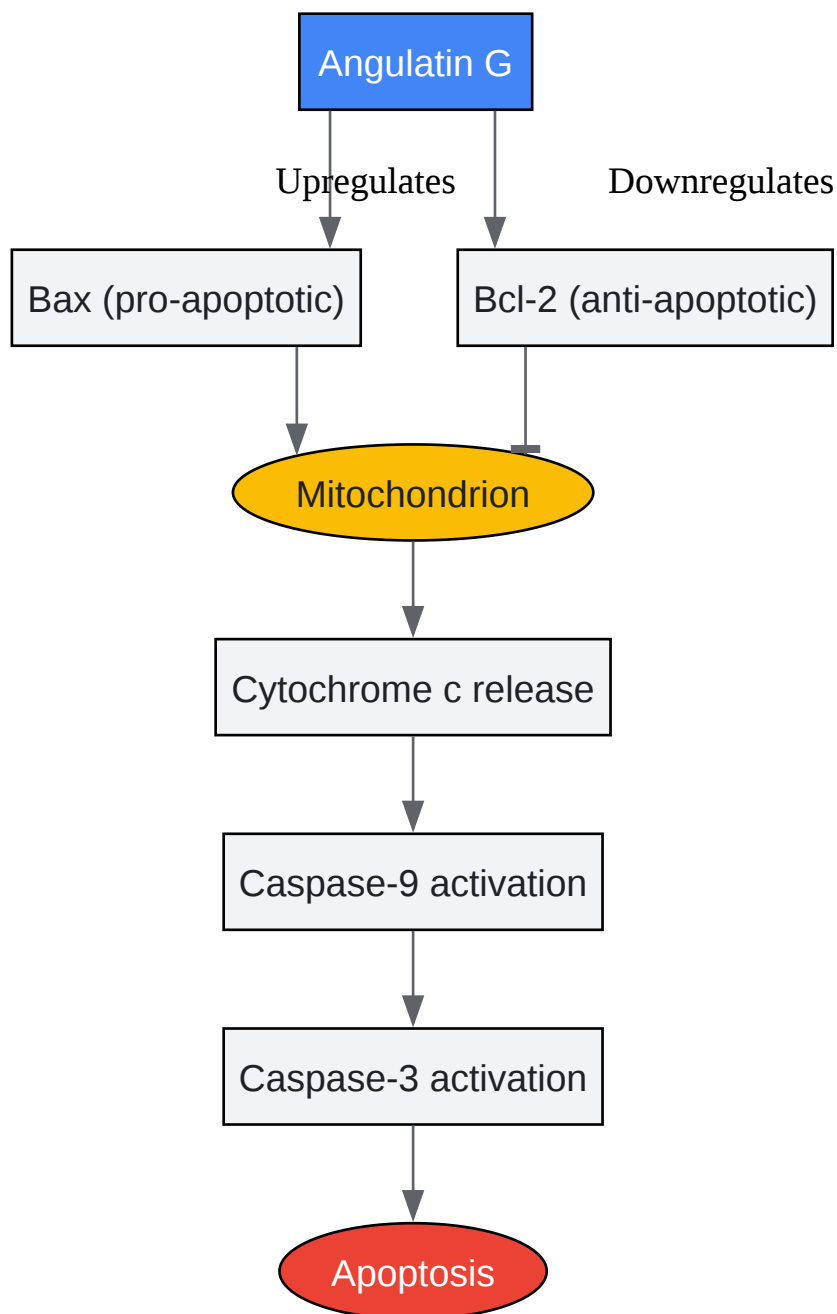 Angulatin G
Upregulates
Downregulates
Bax (pro-apoptotic)
Bcl-2 (anti-apoptotic)
Mitochondrion
Cytochrome c release
Caspase-9 activation
Caspase-3 activation
Apoptosis